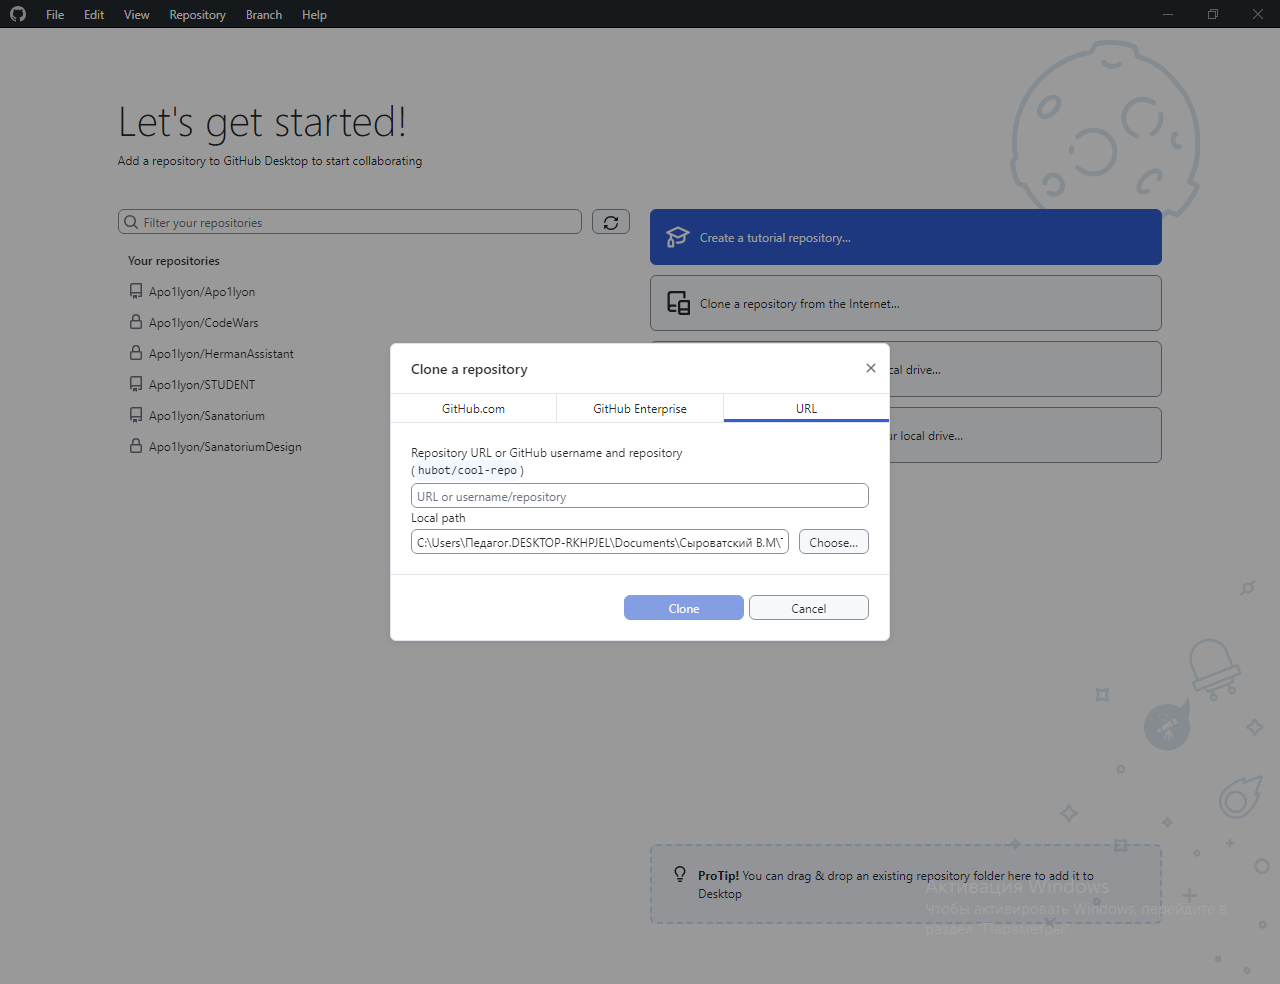 File Edit View Repository Branch Help
Let's get started!
Add a repository to GitHub Desktop to start collaborating
Filter your repositories
Your repositories
Apo1lyon/Apo1lyon
Apo1lyon/CodeWars
Apo1lyon/HermanAssistant
Apo1lyon/STUDENT
Apo1lyon/Sanatorium
Apo1lyon/SanatoriumDesign
Create a tutorial repository...
Clone a repository from the Internet...
cal drive...
ur local drive...
Clone a repository
GitHub.com
GitHub Enterprise
URL
Repository URL or GitHub username and repository
(hubot/cool-repo)
URL or username/repository
Local path
C:\Users\Педагог.DESKTOP-RKHPJEL\Documents\Сыроватский В.М\
Choose...
Clone
Cancel
ProTip! You can drag & drop an existing repository folder here to add it to
Desktop
Активация Windows
Чтобы активировать Windows, перейдите в
раздел "Параметры".